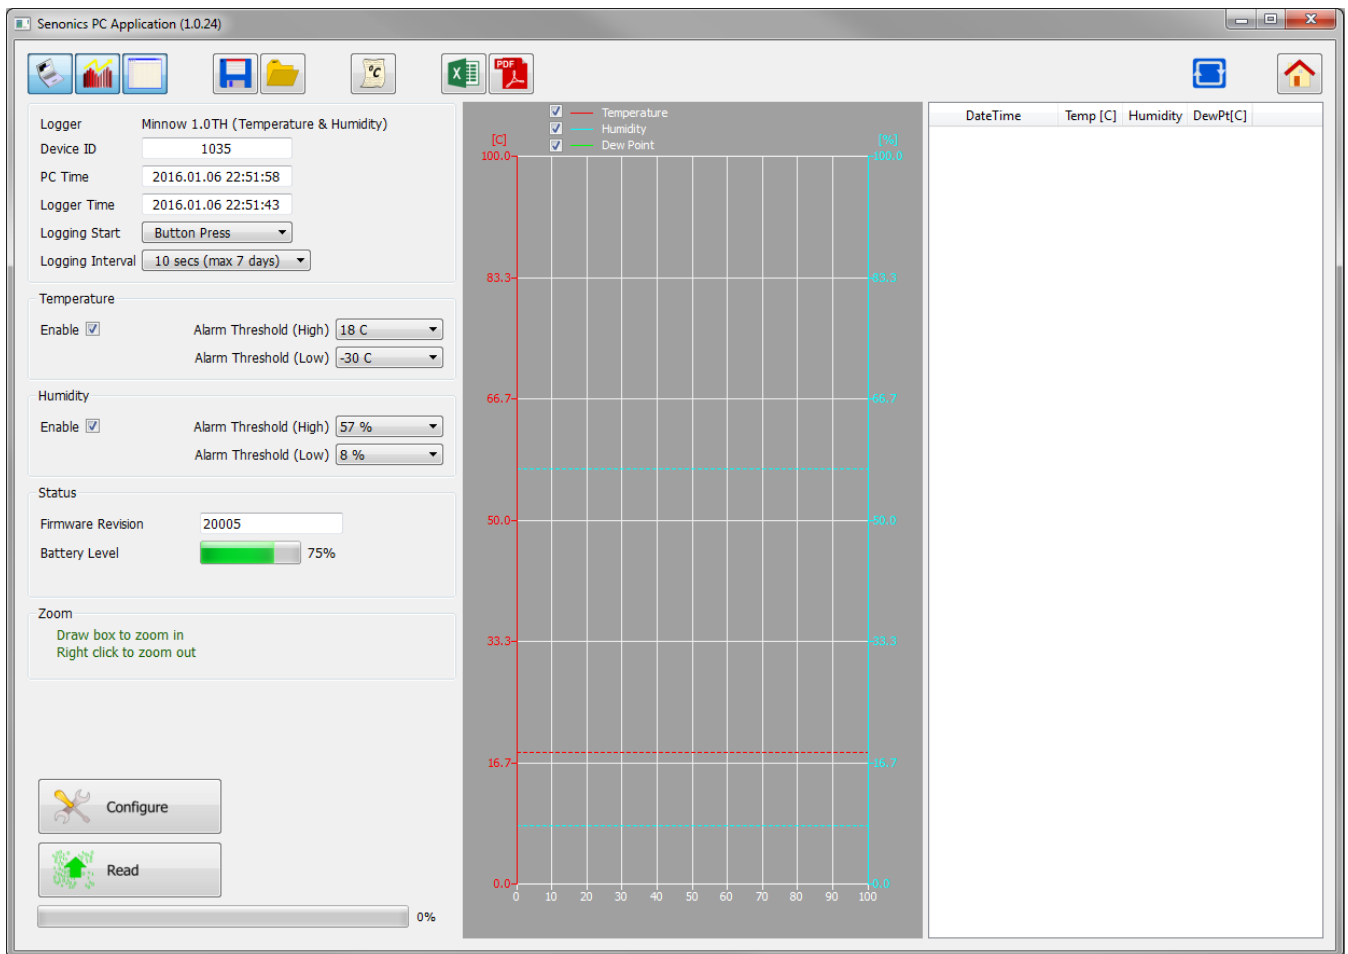 Senonics PC Application (1.0.24)
°C
X
PDF
Logger Minnow 1.0TH (Temperature & Humidity)
Device ID 1035
PC Time 2016.01.06 22:51:58
Logger Time 2016.01.06 22:51:43
Logging Start Button Press
Logging Interval 10 secs (max 7 days)
Temperature
Enable Alarm Threshold (High) 18 C
Alarm Threshold (Low) -30 C
Humidity
Enable Alarm Threshold (High) 57 %
Alarm Threshold (Low) 8 %
Status
Firmware Revision 20005
Battery Level 75%
Zoom
Draw box to zoom in
Right click to zoom out
Configure
Read
0%
Temperature
Humidity
Dew Point
[C] [%]
100.0 100.0
83.3 83.3
66.7 66.7
50.0 50.0
33.3 33.3
16.7 16.7
0.0 0.0
0 10 20 30 40 50 60 70 80 90 100
DateTime Temp [C] Humidity DewPt[C]